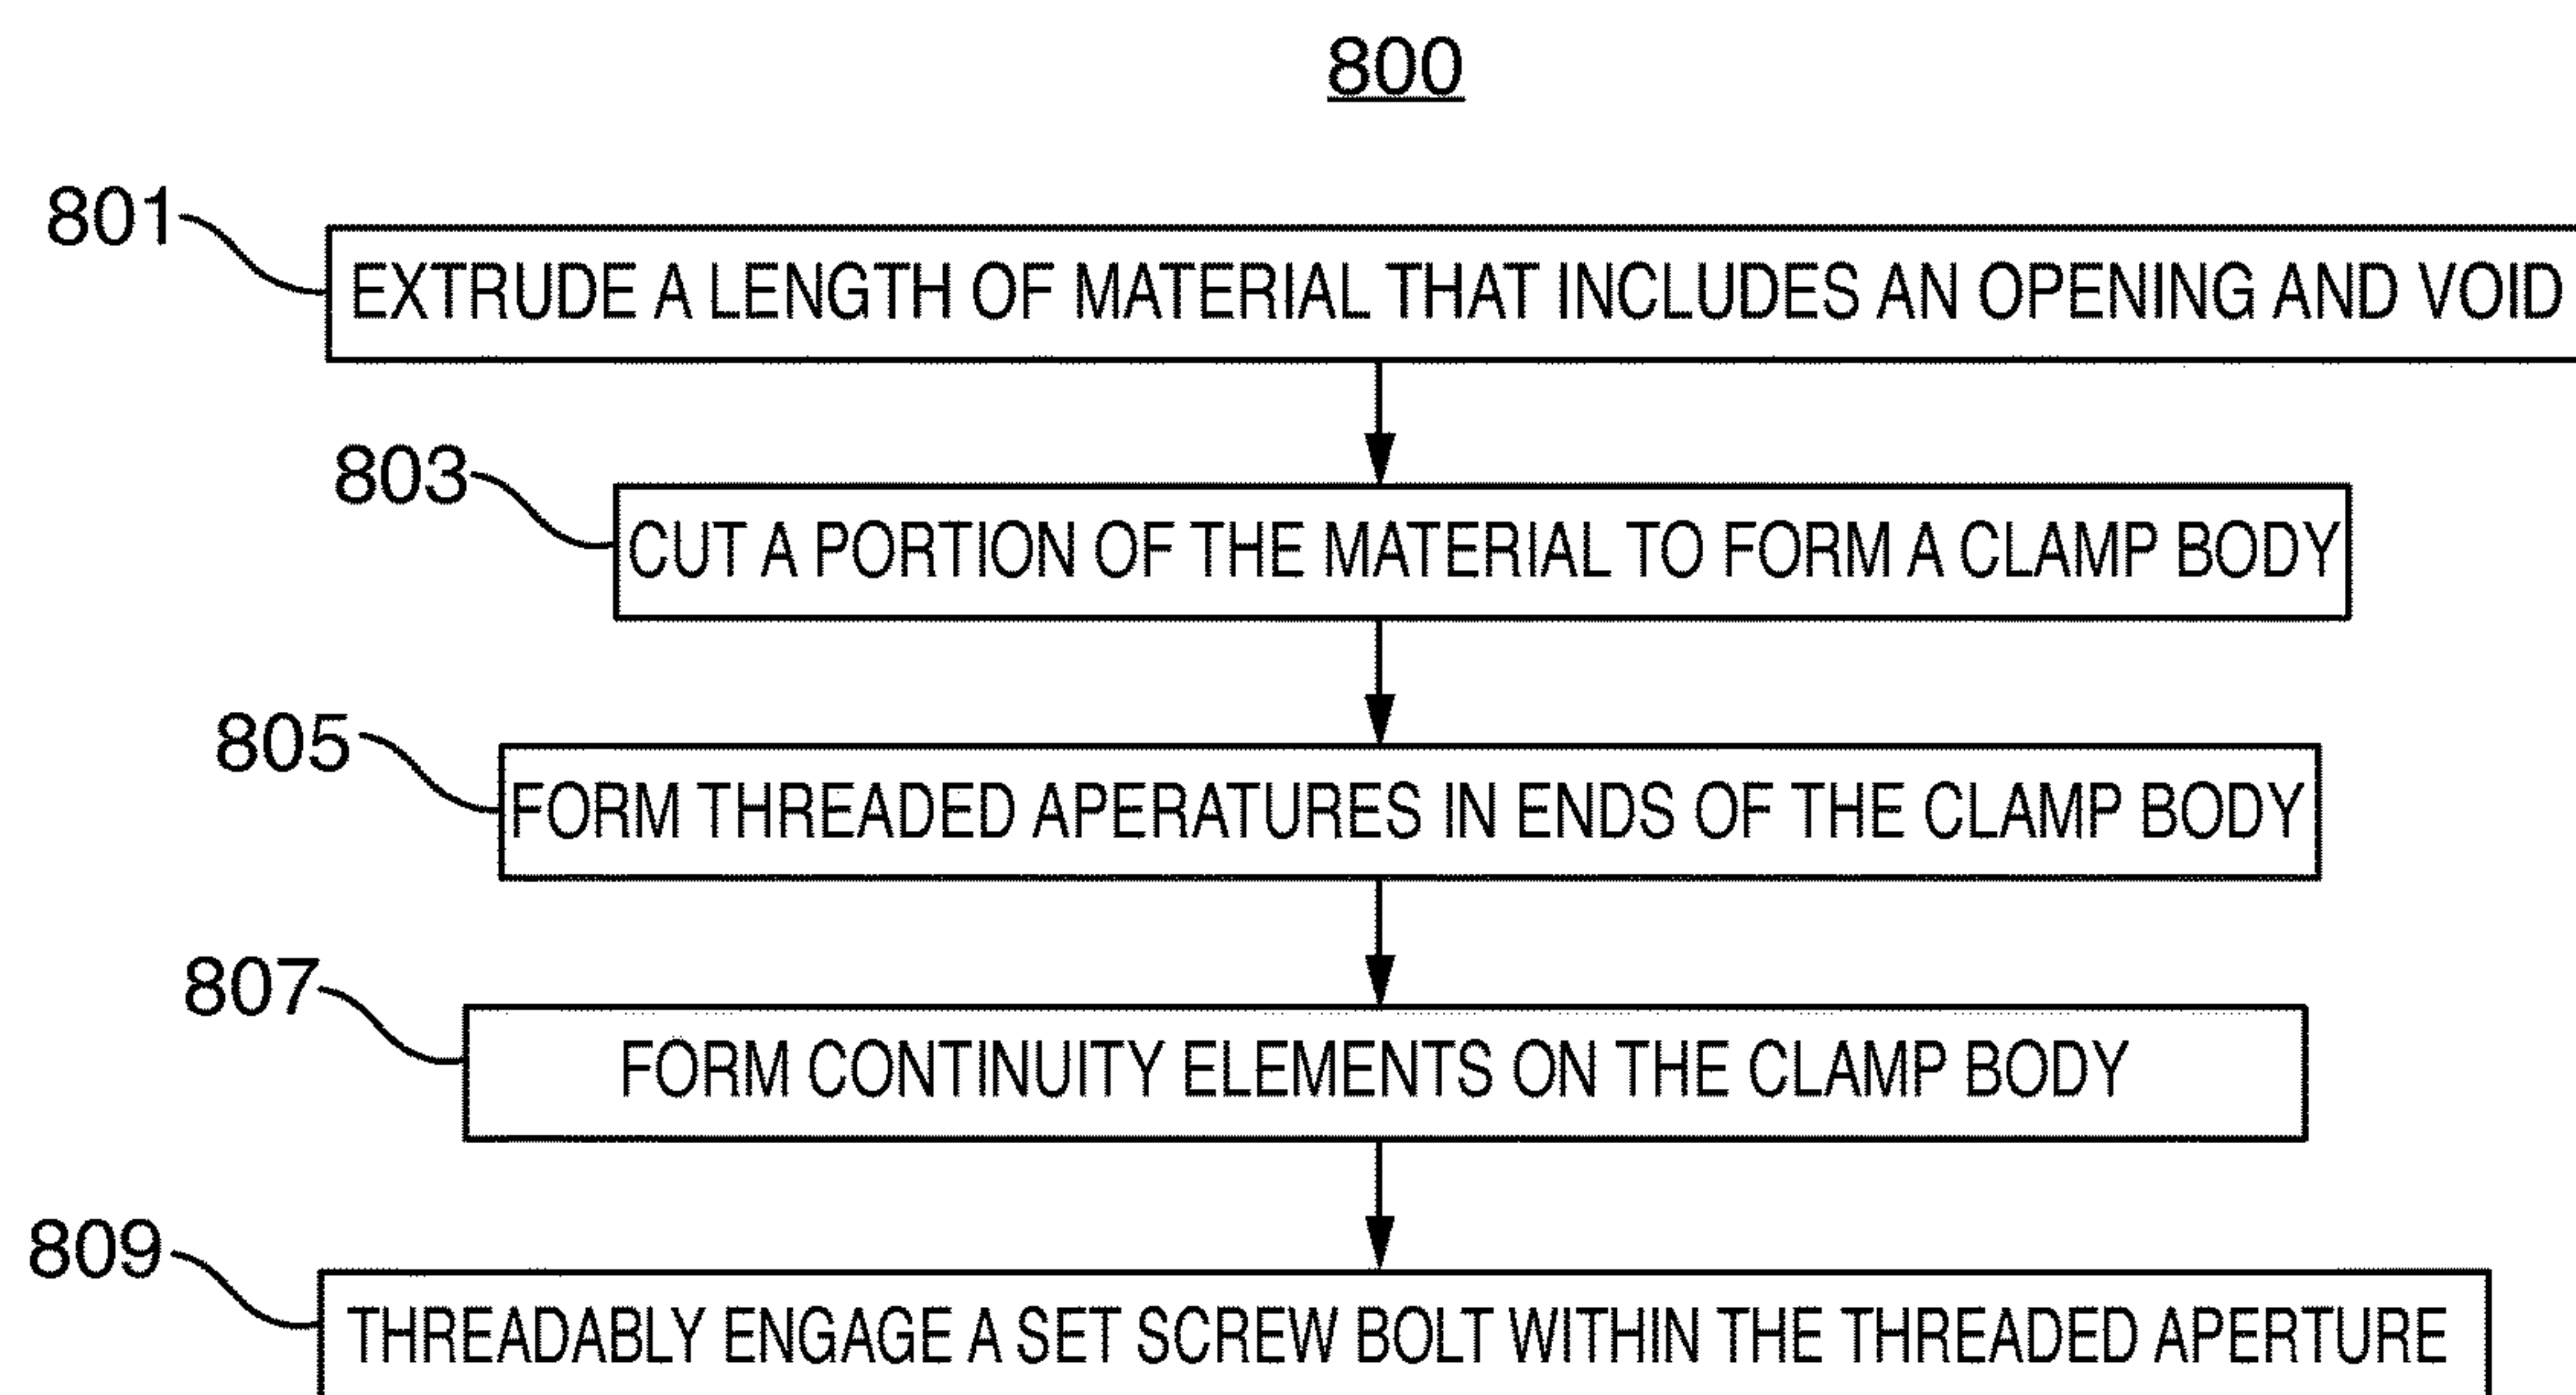 800
801
EXTRUDE A LENGTH OF MATERIAL THAT INCLUDES AN OPENING AND VOID
803
CUT A PORTION OF THE MATERIAL TO FORM A CLAMP BODY
805
FORM THREADED APERATURES IN ENDS OF THE CLAMP BODY
807
FORM CONTINUITY ELEMENTS ON THE CLAMP BODY
809
THREADABLY ENGAGE A SET SCREW BOLT WITHIN THE THREADED APERTURE